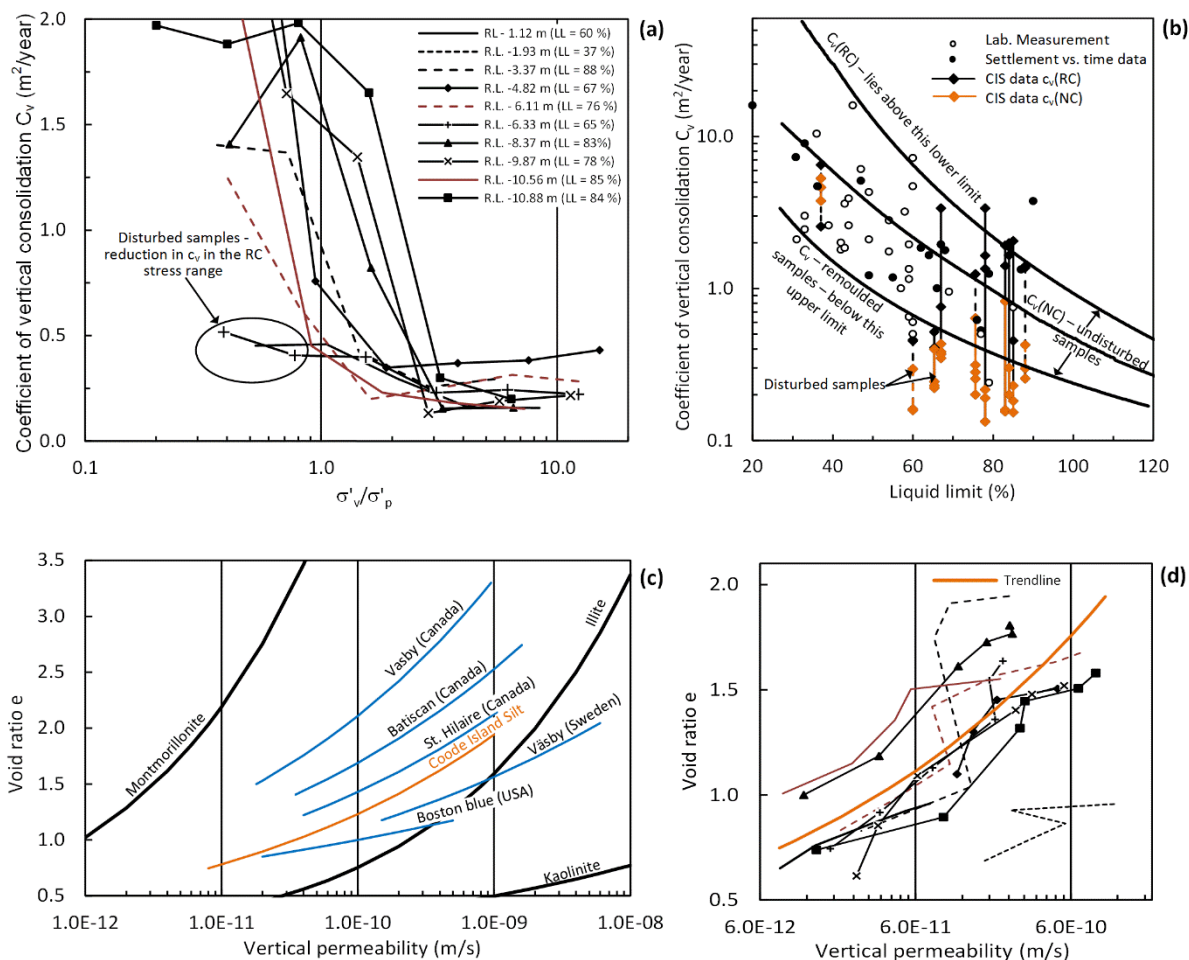 (a)
Coefficient of vertical consolidation Cv (m²/year)
2.0
1.5
1.0
0.5
0.0
0.1
1.0
10.0
σ'v/σ'p
RL - 1.12 m (LL = 60 %)
R.L. -1.93 m (LL = 37 %)
R.L. -3.37 m (LL = 88 %)
R.L. -4.82 m (LL = 67 %)
R.L. - 6.11 m (LL = 76 %)
R.L. -6.33 m (LL = 65 %)
R.L. -8.37 m (LL = 83%)
R.L. -9.87 m (LL = 78 %)
R.L. -10.56 m (LL = 85 %)
R.L. -10.88 m (LL = 84 %)
Disturbed samples -
reduction in cv in the RC
stress range
(b)
Coefficient of vertical consolidation Cv (m²/year)
10.0
1.0
0.1
20
40
60
80
100
120
Liquid limit (%)
Lab. Measurement
Settlement vs. time data
CIS data cv(RC)
CIS data cv(NC)
Cv(RC) – lies above this lower limit
Cv – remoulded
samples – below this
upper limit
Cv(NC) – undisturbed
samples
Disturbed samples
(c)
Void ratio e
3.5
3.0
2.5
2.0
1.5
1.0
0.5
1.0E-12
1.0E-11
1.0E-10
1.0E-09
1.0E-08
Vertical permeability (m/s)
Montmorillonite
Vasby (Canada)
Batiscan (Canada)
St. Hilaire (Canada)
Coode Island Silt
Illite
Väsby (Sweden)
Boston blue (USA)
Kaolinite
(d)
Trendline
Void ratio e
2.0
1.5
1.0
0.5
6.0E-12
6.0E-11
6.0E-10
Vertical permeability (m/s)